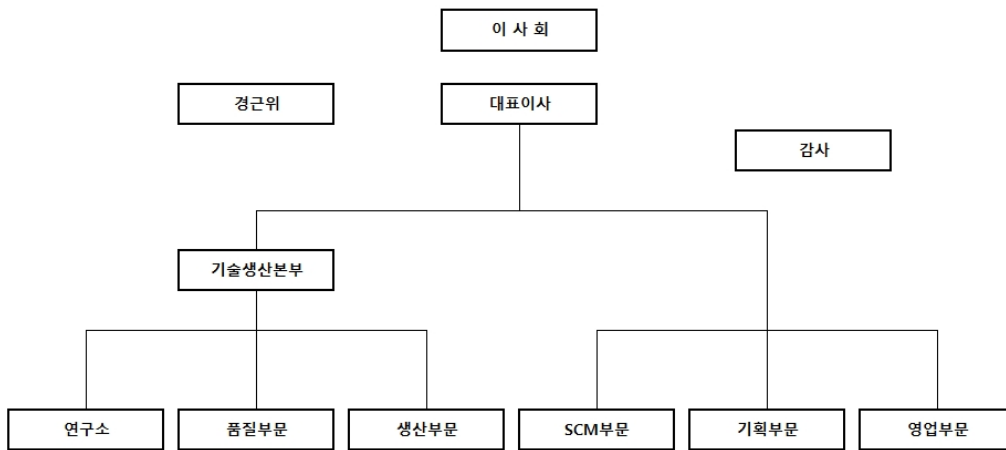 이 사 회
경근위
대표이사
감사
기술생산본부
연구소
품질부문
생산부문
SCM부문
기획부문
영업부문